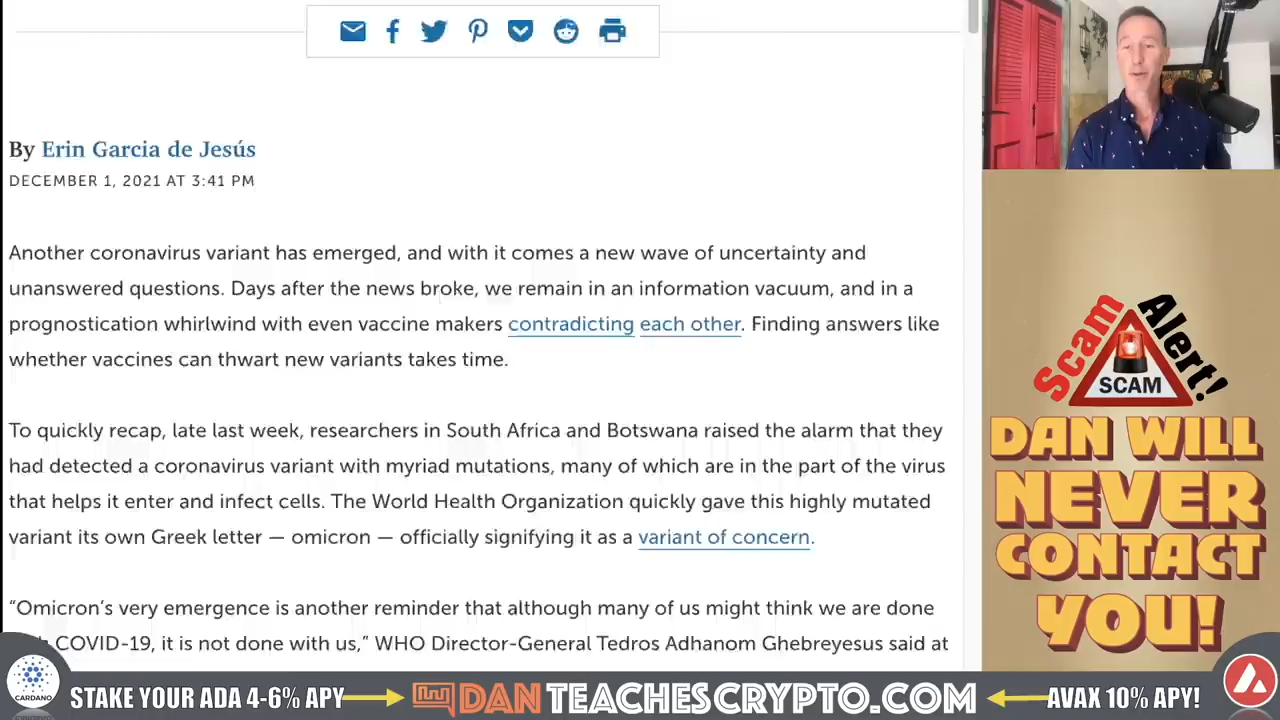 By Erin Garcia de Jesús
DECEMBER 1, 2021 AT 3:41 PM
Another coronavirus variant has emerged, and with it comes a new wave of uncertainty and
unanswered questions. Days after the news broke, we remain in an information vacuum, and in a
prognostication whirlwind with even vaccine makers contradicting each other. Finding answers like
whether vaccines can thwart new variants takes time.
To quickly recap, late last week, researchers in South Africa and Botswana raised the alarm that they
had detected a coronavirus variant with myriad mutations, many of which are in the part of the virus
that helps it enter and infect cells. The World Health Organization quickly gave this highly mutated
variant its own Greek letter — omicron — officially signifying it as a variant of concern.
“Omicron’s very emergence is another reminder that although many of us might think we are done
COVID-19, it is not done with us,” WHO Director-General Tedros Adhanom Ghebreyesus said at
Scam Alert!
SCAM
DAN WILL
NEVER
CONTACT
YOU!
CARDANO
STAKE YOUR ADA 4-6% APY
DANTEACHESCRYPTO.COM
AVAX 10% APY!